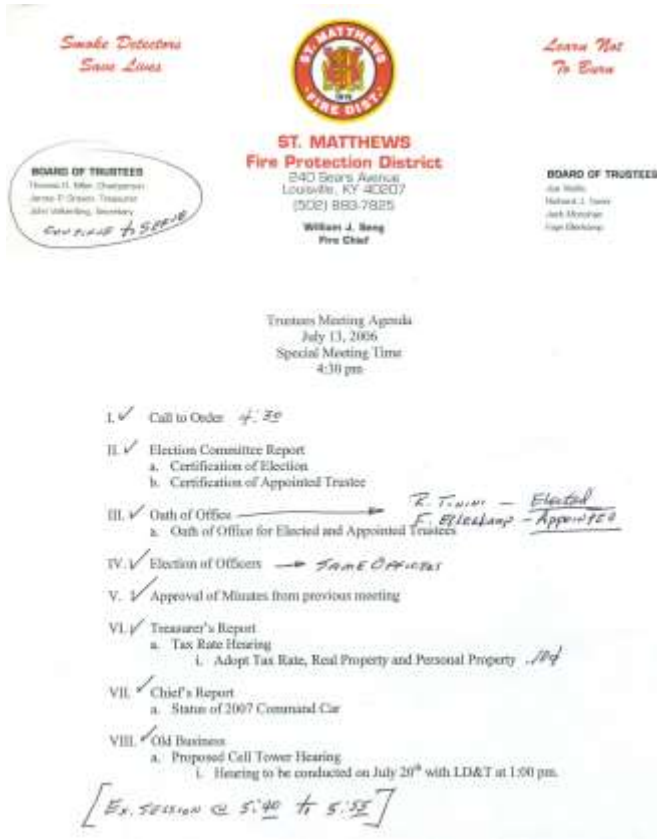 Smoke Detectors
Save Lives
ST. MATTHEWS
FIRE DIST.
Learn Not
To Burn
ST. MATTHEWS
Fire Protection District
240 Sears Avenue
Louisville, KY 40207
(502) 893-7825
William J. Seng
Fire Chief
BOARD OF TRUSTEES
Chairperson
Treasurer
Secretary
CONTINUE to SERVE
BOARD OF TRUSTEES
Trustees Meeting Agenda
July 13, 2006
Special Meeting Time
4:30 pm
I. ✓ Call to Order 4:30
II. ✓ Election Committee Report
a. Certification of Election
b. Certification of Appointed Trustee
III. ✓ Oath of Office → R. — Elected
E. — Appointed
a. Oath of Office for Elected and Appointed Trustees
IV. ✓ Election of Officers → SAME OFFICERS
V. ✓ Approval of Minutes from previous meeting
VI. ✓ Treasurer's Report
a. Tax Rate Hearing
i. Adopt Tax Rate, Real Property and Personal Property
VII. ✓ Chief's Report
a. Status of 2007 Command Car
VIII. ✓ Old Business
a. Proposed Cell Tower Hearing
i. Hearing to be conducted on July 20th with LD&T at 1:00 pm.
[Ex. SESSION @ 5:40 to 5:55]